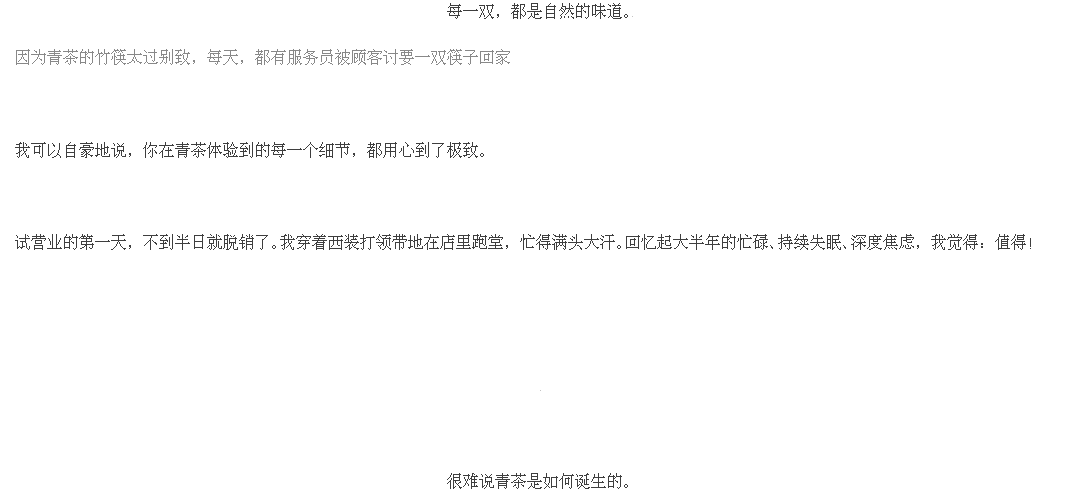 每一双，都是自然的味道。
因为青茶的竹筷太过别致，每天，都有服务员被顾客讨要一双筷子回家
我可以自豪地说，你在青茶体验到的每一个细节，都用心到了极致。
试营业的第一天，不到半日就脱销了。我穿着西装打领带地在店里跑堂，忙得满头大汗。回忆起大半年的忙碌、持续失眠、深度焦虑，我觉得：值得！
很难说青茶是如何诞生的。